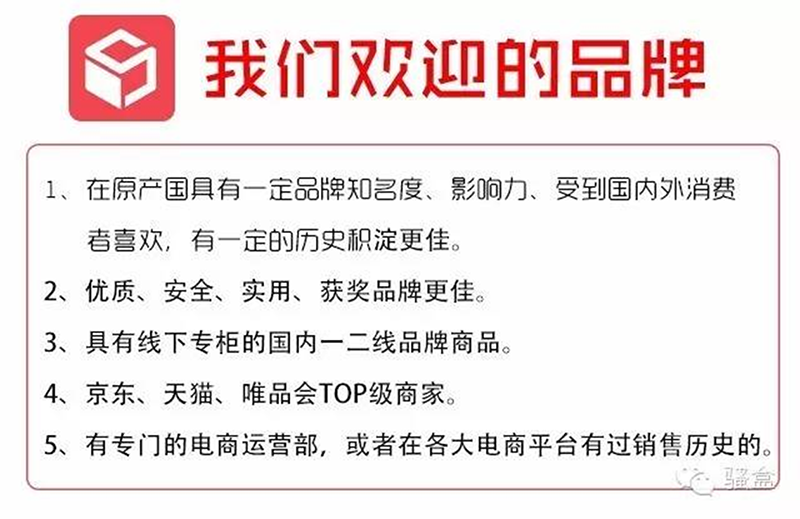 我们欢迎的品牌
1、在原产国具有一定品牌知名度、影响力、受到国内外消费
者喜欢，有一定的历史积淀更佳。
2、优质、安全、实用、获奖品牌更佳。
3、具有线下专柜的国内一二线品牌商品。
4、京东、天猫、唯品会TOP级商家。
5、有专门的电商运营部，或者在各大电商平台有过销售历史的。
骚盒